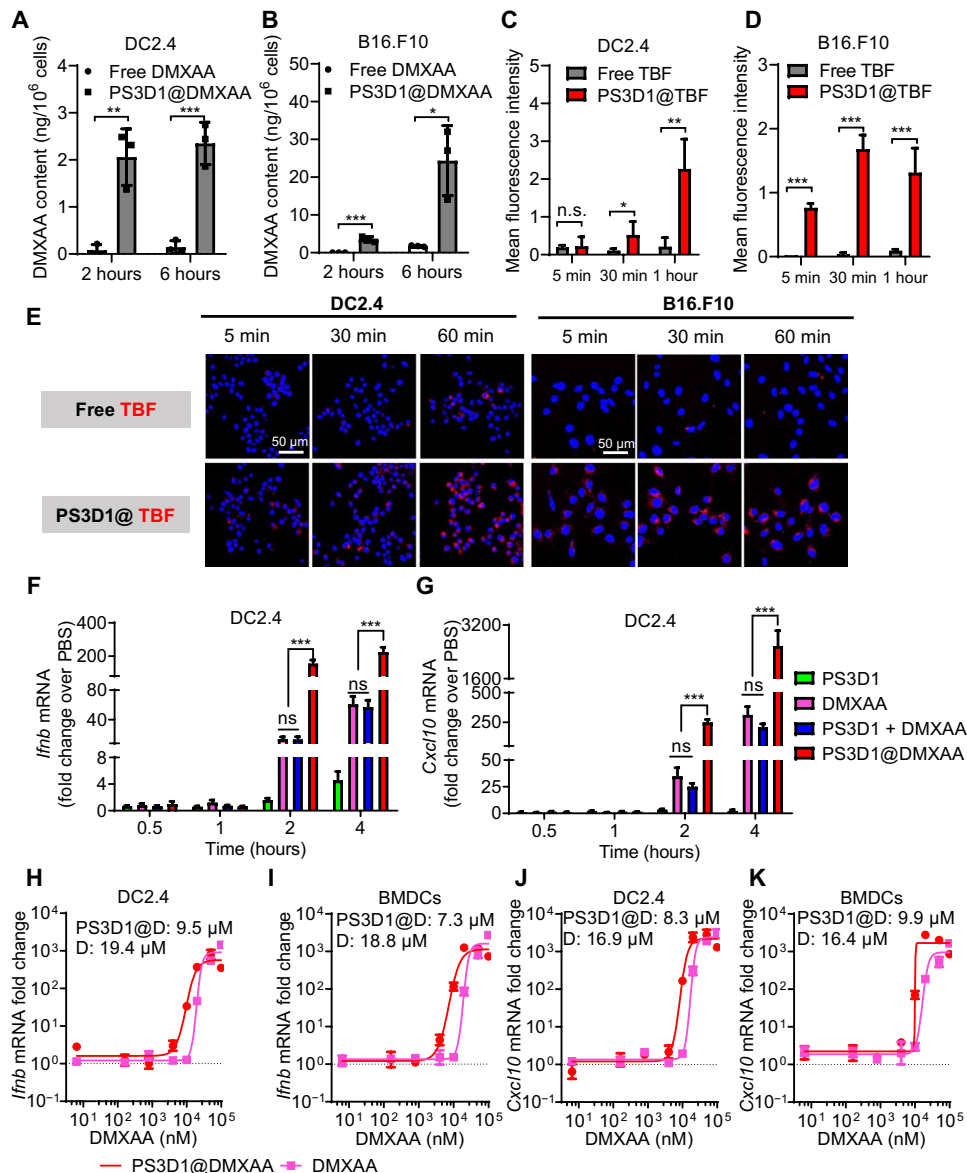 A
DC2.4
DMXAA content (ng/10⁶ cells)
Free DMXAA
PS3D1@DMXAA
4
3
2
1
0
**
***
2 hours
6 hours
B
B16.F10
DMXAA content (ng/10⁶ cells)
Free DMXAA
PS3D1@DMXAA
50
40
30
20
10
0
***
*
2 hours
6 hours
C
DC2.4
Mean fluorescence intensity
Free TBF
PS3D1@TBF
5
4
3
2
1
0
n.s.
*
**
5 min
30 min
1 hour
D
B16.F10
Mean fluorescence intensity
Free TBF
PS3D1@TBF
3
2
1
0
***
***
***
5 min
30 min
1 hour
E
DC2.4
B16.F10
5 min
30 min
60 min
5 min
30 min
60 min
Free TBF
50 µm
50 µm
PS3D1@ TBF
F
DC2.4
Ifnb mRNA
(fold change over PBS)
400
200
80
60
40
20
8
4
0
ns
***
ns
***
0.5
1
2
4
Time (hours)
G
DC2.4
Cxcl10 mRNA
(fold change over PBS)
3200
1600
500
250
50
25
0
ns
***
ns
***
0.5
1
2
4
Time (hours)
PS3D1
DMXAA
PS3D1 + DMXAA
PS3D1@DMXAA
H
DC2.4
PS3D1@D: 9.5 µM
D: 19.4 µM
Ifnb mRNA fold change
10⁴
10³
10²
10¹
10⁰
10⁻¹
10¹
10²
10³
10⁴
10⁵
DMXAA (nM)
I
BMDCs
PS3D1@D: 7.3 µM
D: 18.8 µM
Ifnb mRNA fold change
10⁴
10³
10²
10¹
10⁰
10⁻¹
10¹
10²
10³
10⁴
10⁵
DMXAA (nM)
J
DC2.4
PS3D1@D: 8.3 µM
D: 16.9 µM
Cxcl10 mRNA fold change
10⁴
10³
10²
10¹
10⁰
10⁻¹
10¹
10²
10³
10⁴
10⁵
DMXAA (nM)
K
BMDCs
PS3D1@D: 9.9 µM
D: 16.4 µM
Cxcl10 mRNA fold change
10⁴
10³
10²
10¹
10⁰
10⁻¹
10¹
10²
10³
10⁴
10⁵
DMXAA (nM)
PS3D1@DMXAA
DMXAA